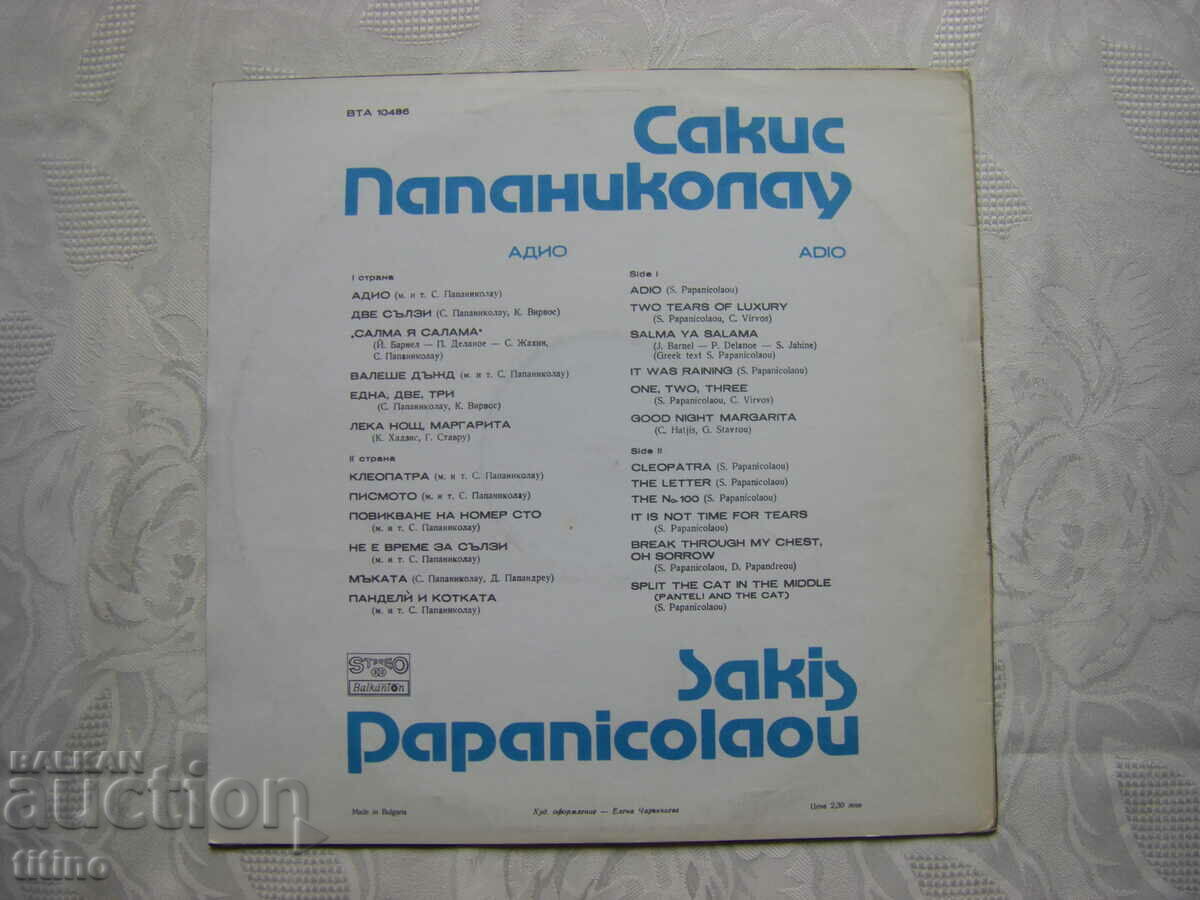 ВТА 10486
Сакис
Папаниколау
АДИО
I страна
АДИО (м. и т. С. Папаниколау)
ДВЕ СЪЛЗИ (С. Папаниколау, К. Вирвос)
„САЛМА Я САЛАМА“
(Й. Барнел — П. Деланое — С. Жахин,
С. Папаниколау)
ВАЛЕШЕ ДЪЖД (м. и т. С. Папаниколау)
ЕДНА, ДВЕ, ТРИ
(С. Папаниколау, К. Вирвос)
ЛЕКА НОЩ, МАРГАРИТА
(К. Хадзис, Г. Ставру)
II страна
КЛЕОПАТРА (м. и т. С. Папаниколау)
ПИСМОТО (м. и т. С. Папаниколау)
ПОВИКВАНЕ НА НОМЕР СТО
(м. и т. С. Папаниколау)
НЕ Е ВРЕМЕ ЗА СЪЛЗИ
(м. и т. С. Папаниколау)
МЪКАТА (С. Папаниколау, Д. Папандреу)
ПАНДЕЛЍ И КОТКАТА
(м. и т. С. Папаниколау)
ADIO
Side I
ADIO (S. Papanicolaou)
TWO TEARS OF LUXURY
(S. Papanicolaou, C. Virvos)
SALMA YA SALAMA
(J. Barnel — P. Delanoe — S. Jahine)
(Greek text S. Papanicolaou)
IT WAS RAINING (S. Papanicolaou)
ONE, TWO, THREE
(S. Papanicolaou, C. Virvos)
GOOD NIGHT MARGARITA
(C. Hatjis, G. Stavrou)
Side II
CLEOPATRA (S. Papanicolaou)
THE LETTER (S. Papanicolaou)
THE No 100 (S. Papanicolaou)
IT IS NOT TIME FOR TEARS
(S. Papanicolaou)
BREAK THROUGH MY CHEST,
OH SORROW
(S. Papanicolaou, D. Papandreou)
SPLIT THE CAT IN THE MIDDLE
(PANTELI AND THE CAT)
(S. Papanicolaou)
STEREO
Balkanton
Sakis
Papanicolaou
Made in Bulgaria
Худ. оформление — Елена
Цена 2,30 лева
BALKAN
auction
titino